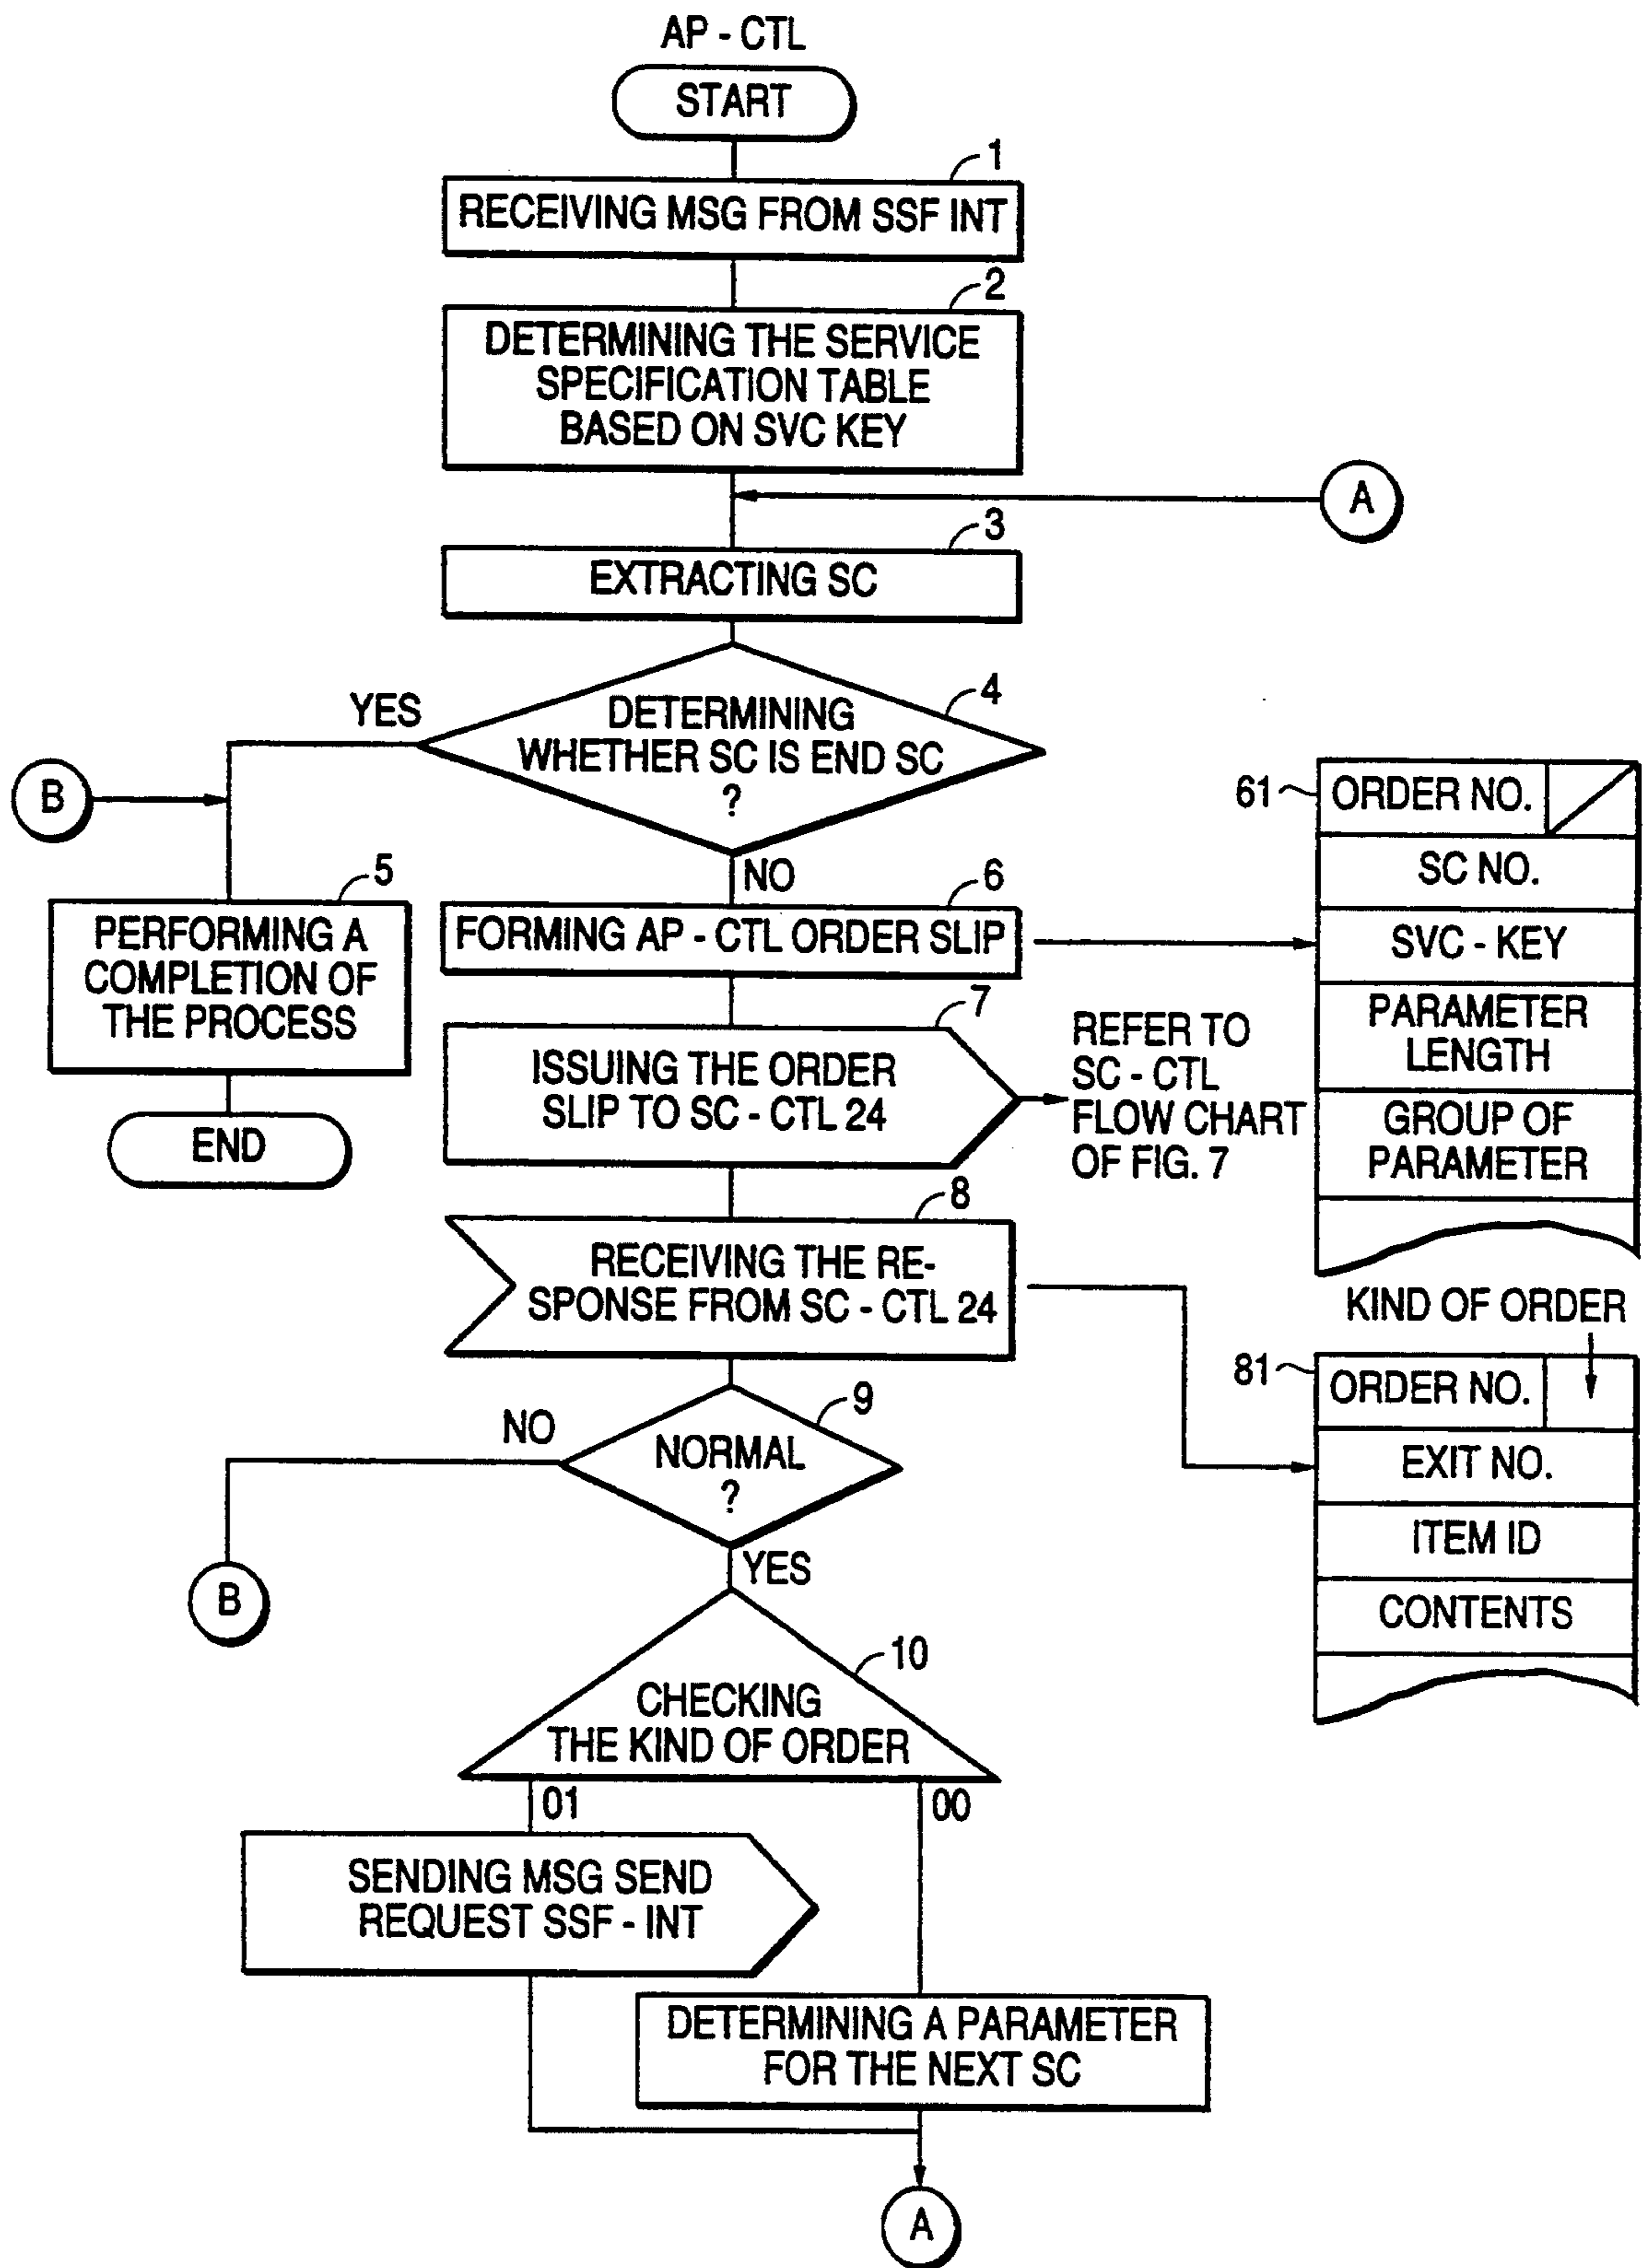 AP - CTL
START
1
RECEIVING MSG FROM SSF INT
2
DETERMINING THE SERVICE
SPECIFICATION TABLE
BASED ON SVC KEY
A
3
EXTRACTING SC
4
YES
DETERMINING
WHETHER SC IS END SC
?
B
NO
5
PERFORMING A
COMPLETION OF
THE PROCESS
END
6
FORMING AP - CTL ORDER SLIP
61
ORDER NO.
SC NO.
SVC - KEY
PARAMETER
LENGTH
GROUP OF
PARAMETER
7
ISSUING THE ORDER
SLIP TO SC - CTL 24
REFER TO
SC - CTL
FLOW CHART
OF FIG. 7
8
RECEIVING THE RE-
SPONSE FROM SC - CTL 24
KIND OF ORDER
81
ORDER NO.
EXIT NO.
ITEM ID
CONTENTS
9
NO
NORMAL
?
B
YES
10
CHECKING
THE KIND OF ORDER
01
00
SENDING MSG SEND
REQUEST SSF - INT
DETERMINING A PARAMETER
FOR THE NEXT SC
A